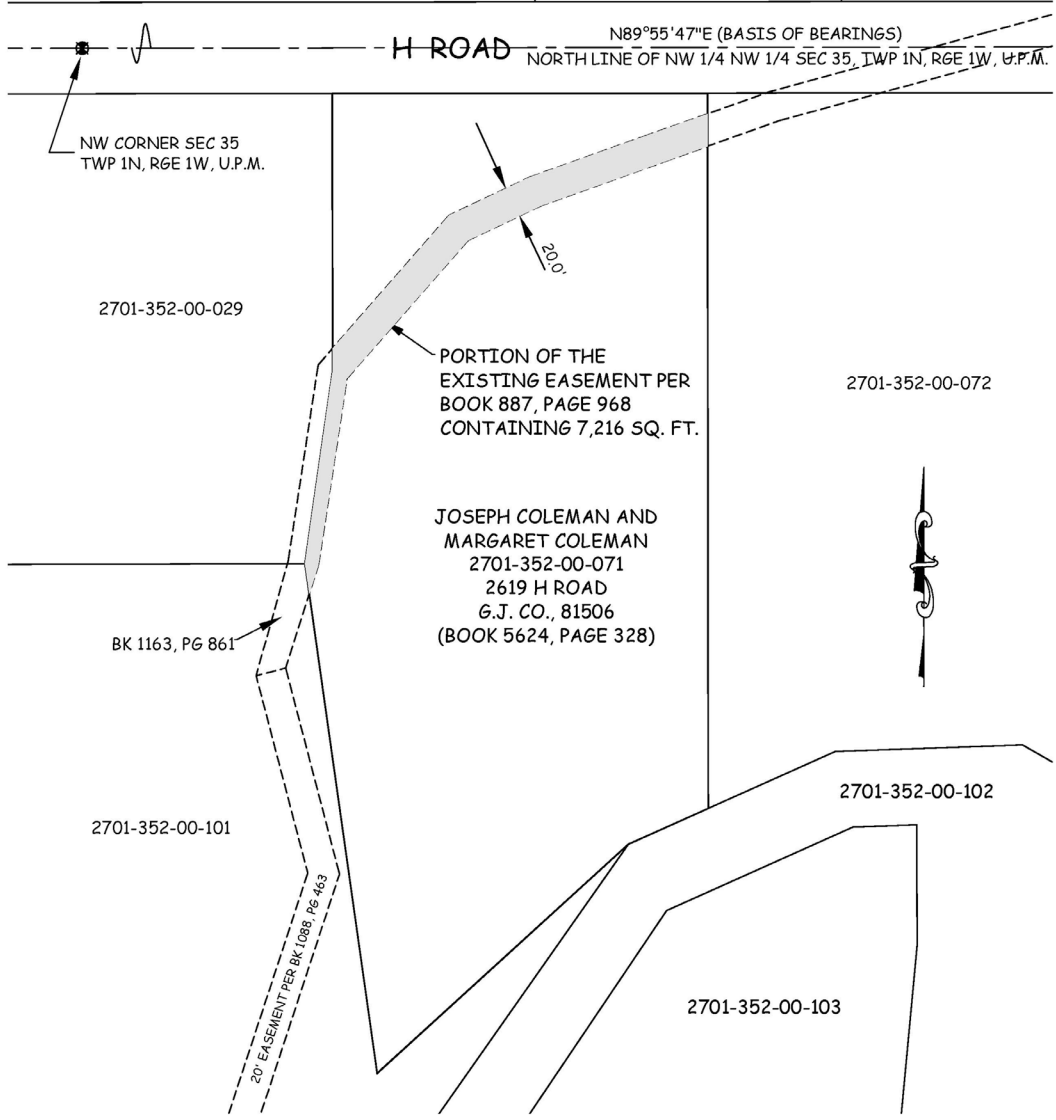 N89°55'47"E (BASIS OF BEARINGS)
H ROAD
NORTH LINE OF NW 1/4 NW 1/4 SEC 35, TWP 1N, RGE 1W, U.P.M.
NW CORNER SEC 35
TWP 1N, RGE 1W, U.P.M.
20.0'
2701-352-00-029
PORTION OF THE
EXISTING EASEMENT PER
BOOK 887, PAGE 968
CONTAINING 7,216 SQ. FT.
2701-352-00-072
JOSEPH COLEMAN AND
MARGARET COLEMAN
2701-352-00-071
2619 H ROAD
G.J. CO., 81506
(BOOK 5624, PAGE 328)
BK 1163, PG 861
2701-352-00-102
2701-352-00-101
20' EASEMENT PER BK 1088, PG 463
2701-352-00-103